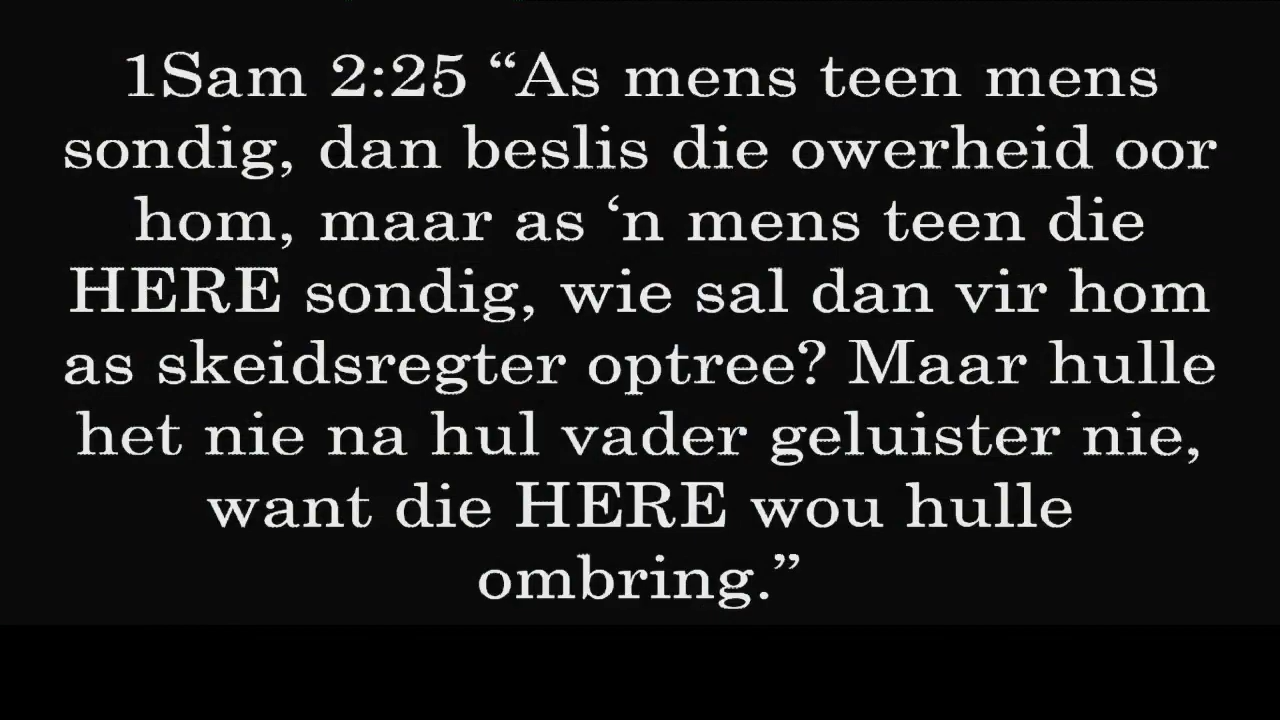 1Sam 2:25 “As mens teen mens
sondig, dan beslis die owerheid oor
hom, maar as ‘n mens teen die
HERE sondig, wie sal dan vir hom
as skeidsregter optree? Maar hulle
het nie na hul vader geluister nie,
want die HERE wou hulle
ombring.”